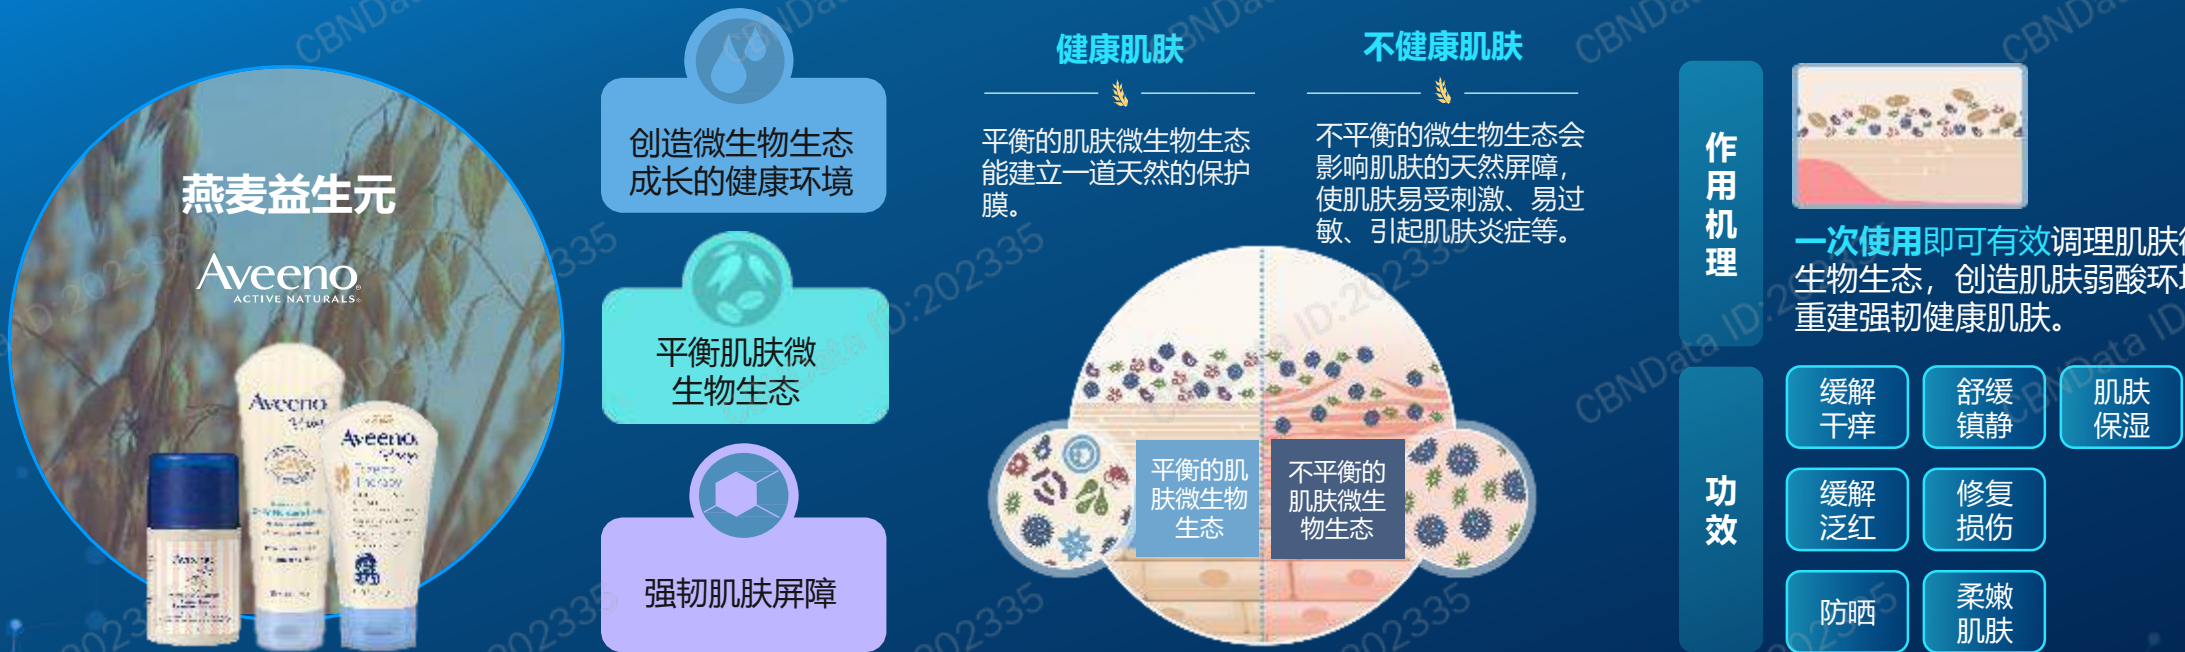 燕麦益生元
Aveeno
ACTIVE NATURALS
Aveeno
Aveeno
Therapy
创造微生物生态
成长的健康环境
平衡肌肤微
生物生态
强韧肌肤屏障
健康肌肤
平衡的肌肤微生物生态
能建立一道天然的保护
膜。
不健康肌肤
不平衡的微生物生态会
影响肌肤的天然屏障，
使肌肤易受刺激、易过
敏、引起肌肤炎症等。
平衡的肌
肤微生物
生态
不平衡的
肌肤微生
物生态
作用机理
一次使用即可有效调理肌肤
生物生态，创造肌肤弱酸环
重建强韧健康肌肤。
功效
缓解
干痒
舒缓
镇静
肌肤
保湿
缓解
泛红
修复
损伤
防晒
柔嫩
肌肤
CBNData ID:202335